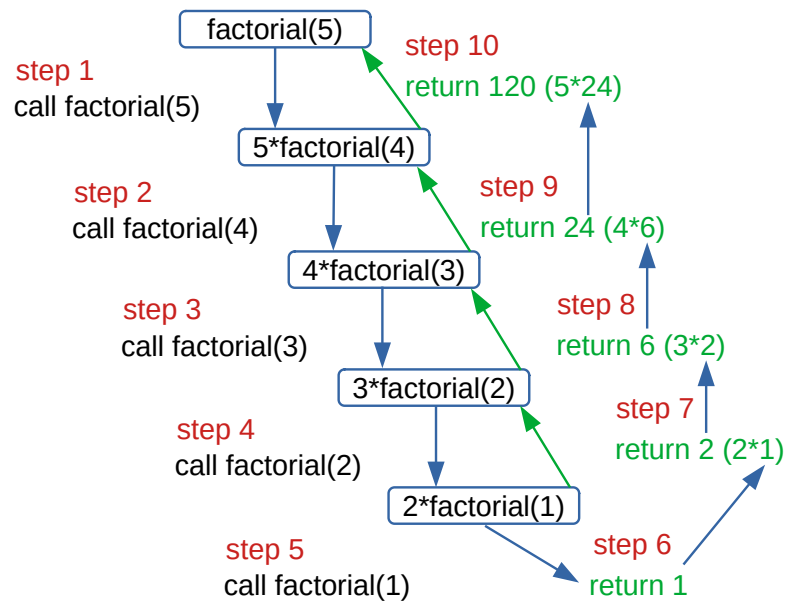 factorial(5)
step 1
call factorial(5)
5*factorial(4)
step 2
call factorial(4)
4*factorial(3)
step 3
call factorial(3)
3*factorial(2)
step 4
call factorial(2)
2*factorial(1)
step 5
call factorial(1)
step 6
return 1
step 7
return 2 (2*1)
step 8
return 6 (3*2)
step 9
return 24 (4*6)
step 10
return 120 (5*24)